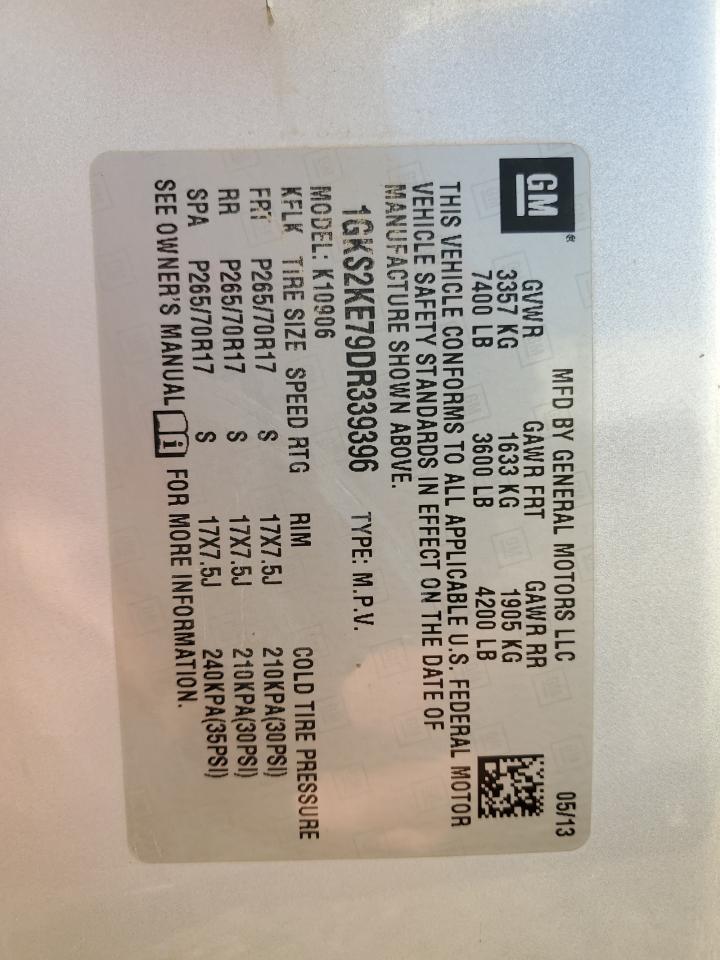 GM®
MFD BY GENERAL MOTORS LLC 05/13
GVWR GAWR FRT GAWR RR
3357 KG 1633 KG 1905 KG
7400 LB 3600 LB 4200 LB
THIS VEHICLE CONFORMS TO ALL APPLICABLE U.S. FEDERAL MOTOR
VEHICLE SAFETY STANDARDS IN EFFECT ON THE DATE OF
MANUFACTURE SHOWN ABOVE.
1GKS2KE79DR339396 TYPE: M.P.V.
MODEL: K10906
KFLK TIRE SIZE SPEED RTG RIM COLD TIRE PRESSURE
FRT P265/70R17 S 17X7.5J 210KPA(30PSI)
RR P265/70R17 S 17X7.5J 210KPA(30PSI)
SPA P265/70R17 S 17X7.5J 240KPA(35PSI)
SEE OWNER'S MANUAL i FOR MORE INFORMATION.